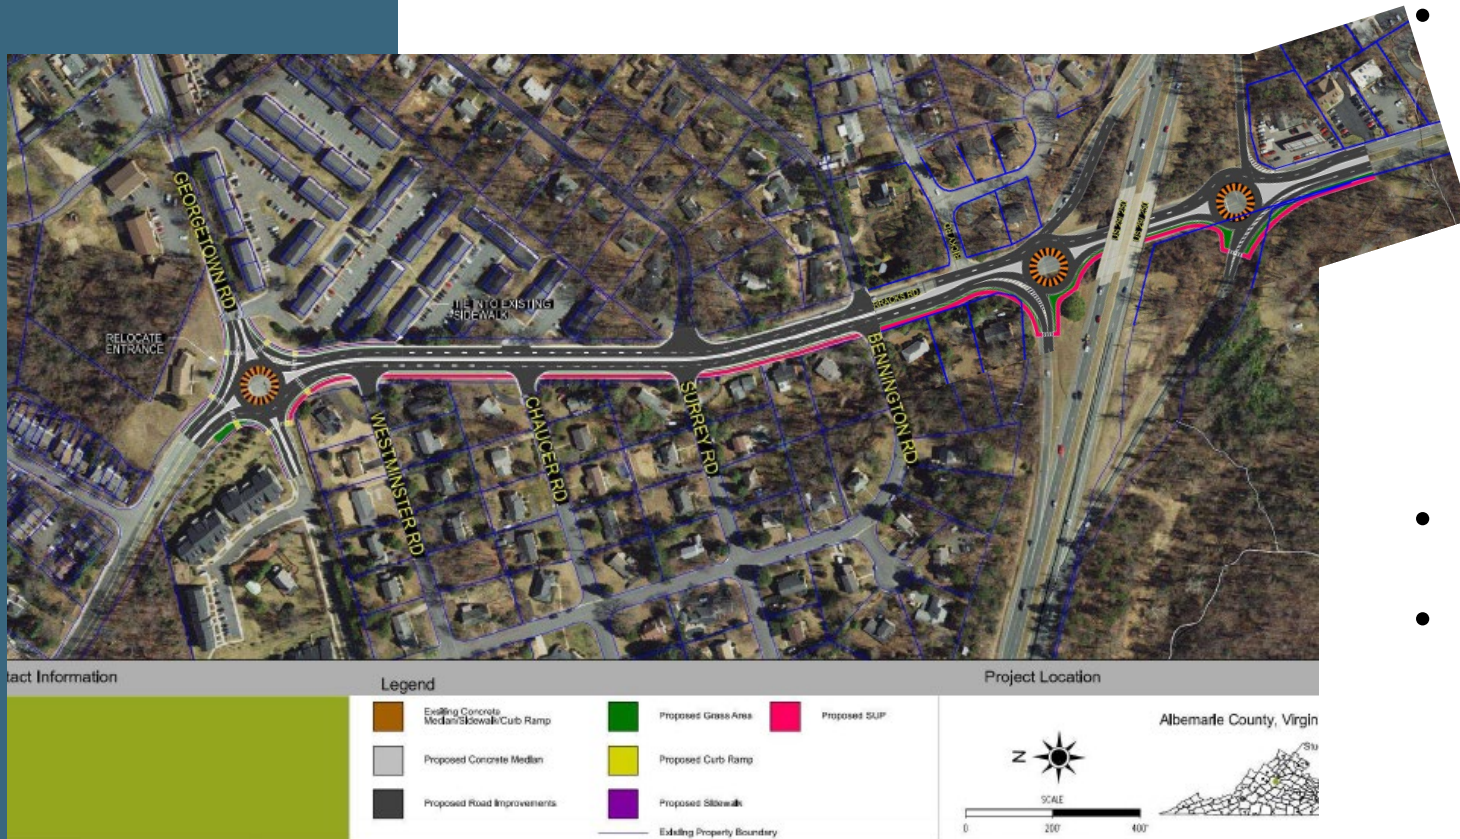 GEORGETOWN RD
RELOCATE
ENTRANCE
TIE INTO EXISTING
SIDEWALK
WESTMINSTER RD
CHAUCER RD
SURREY RD
BENNINGTON RD
tact Information
Legend
Project Location
Existing Concrete
Median/Sidewalk/Curb Ramp
Proposed Grass Area
Proposed SUP
Proposed Concrete Median
Proposed Curb Ramp
Proposed Road Improvements
Proposed Sidewalk
Existing Property Boundary
N
SCALE
0
200'
400'
Albemarle County, Virgin
Stu